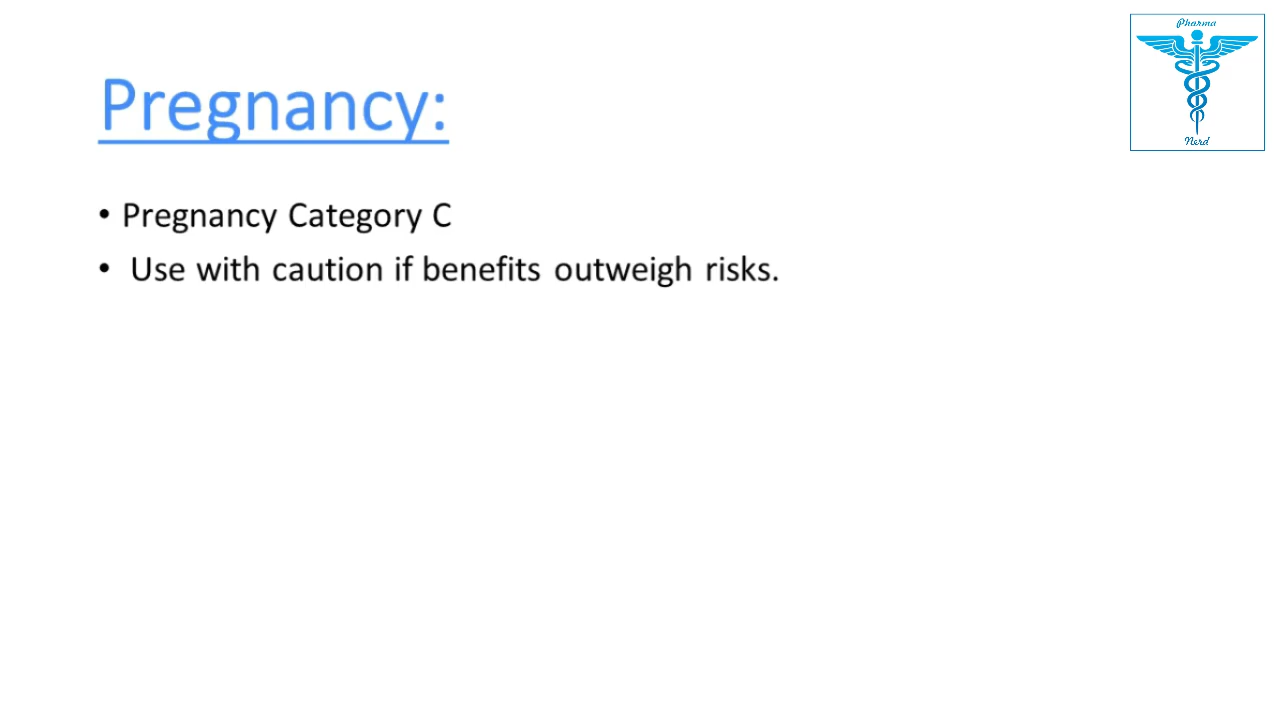 Pharma
Nerd
Pregnancy:
• Pregnancy Category C
• Use with caution if benefits outweigh risks.